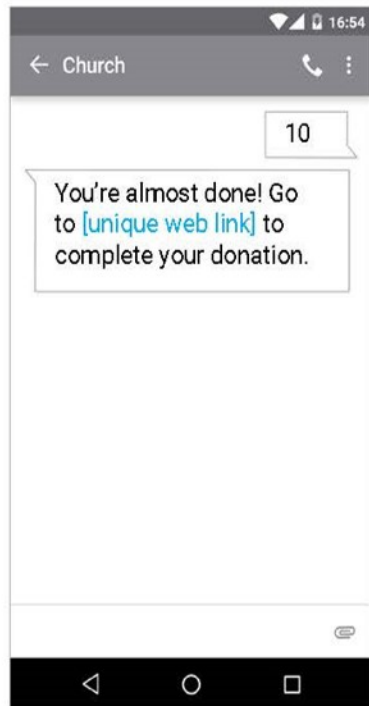 16:54
Church
10
You're almost done! Go
to [unique web link] to
complete your donation.